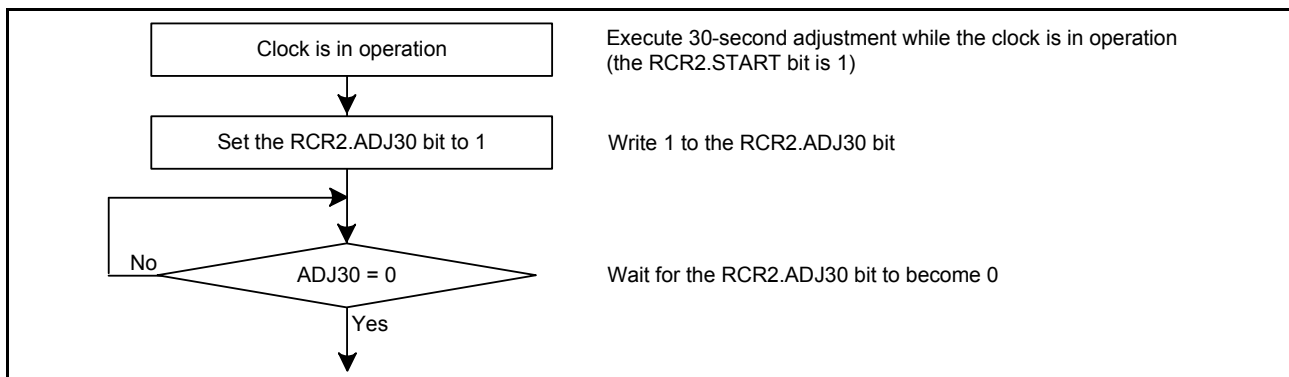 Clock is in operation
Execute 30-second adjustment while the clock is in operation
(the RCR2.START bit is 1)
Set the RCR2.ADJ30 bit to 1
Write 1 to the RCR2.ADJ30 bit
No
ADJ30 = 0
Wait for the RCR2.ADJ30 bit to become 0
Yes